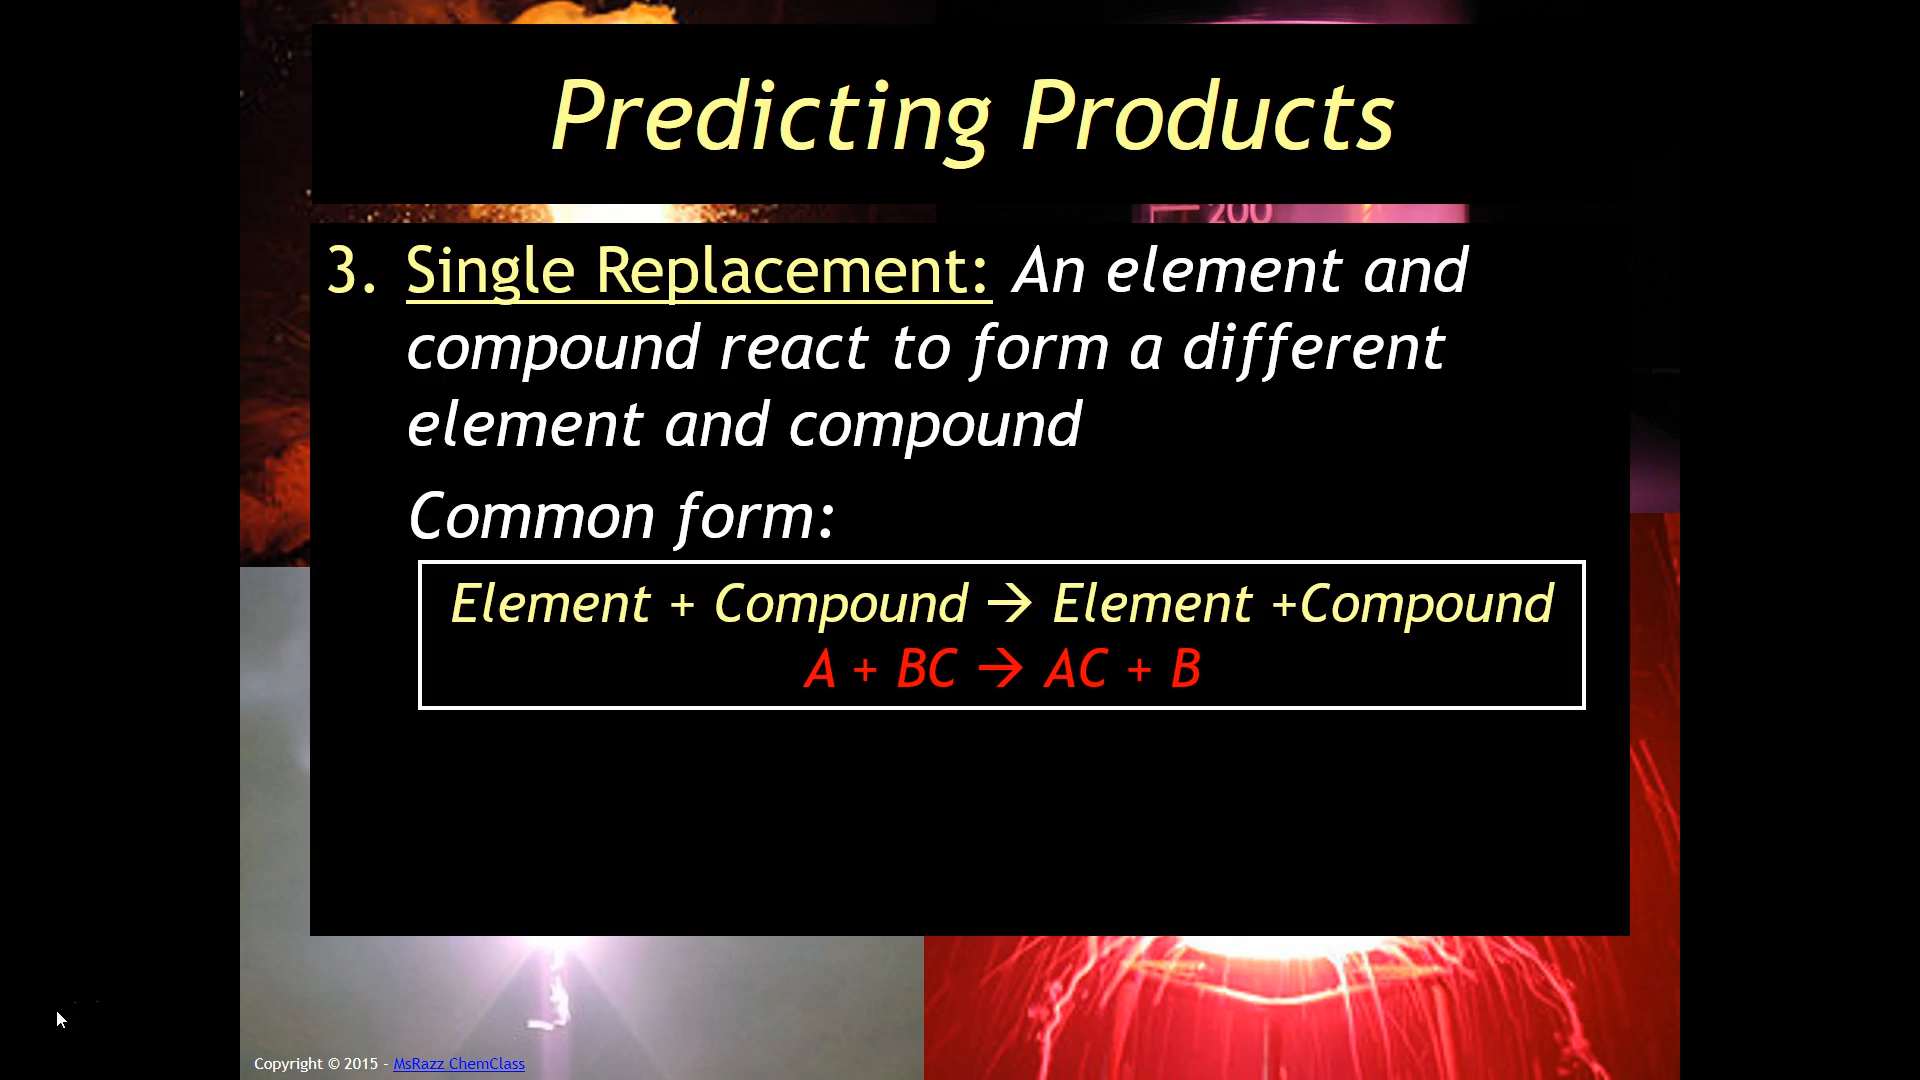 Predicting Products
200
3. Single Replacement: An element and
compound react to form a different
element and compound
Common form:
Element + Compound → Element +Compound
A + BC → AC + B
Copyright © 2015 - MsRazz ChemClass